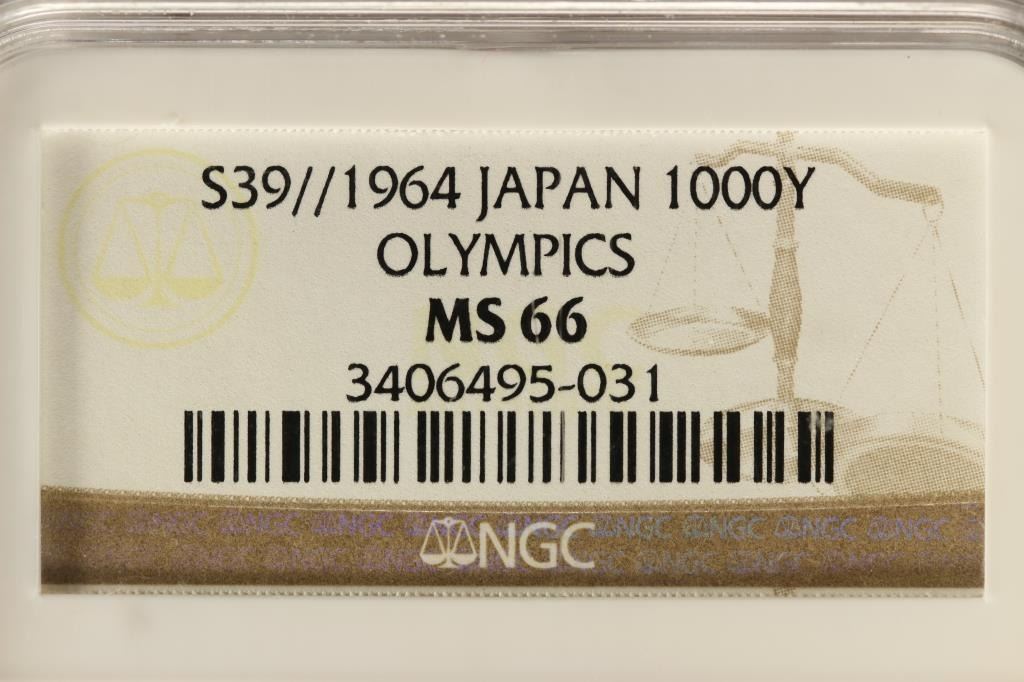 S39//1964 JAPAN 1000Y
OLYMPICS
MS 66
3406495-031
NGC